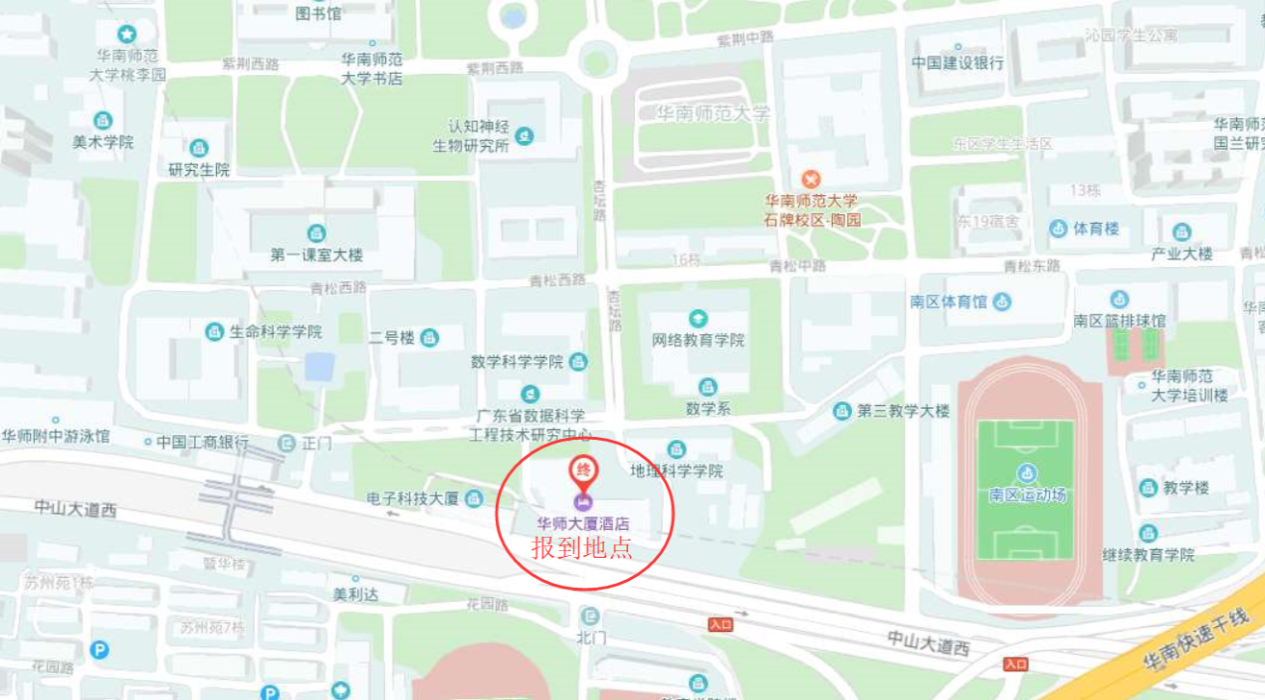 图书馆
华南师范
大学桃李园
紫荆西路
华南师范
大学书店
紫荆西路
紫荆中路
中国建设银行
沁园学生公寓
美术学院
研究生院
认知神经
生物研究所
华南师范大学
东区学生生活区
华南师
国兰研
杏坛路
华南师范大学
石牌校区-陶园
13栋
东19宿舍
体育楼
产业大楼
第一课室大楼
16栋
青松西路
青松西路
青松中路
青松东路
青松
杏坛路
南区体育馆
南区篮排球馆
生命科学学院
二号楼
数学科学学院
网络教育学院
华南师范
大学培训楼
广东省数据科学
工程技术研究中心
数学系
第三教学大楼
华师附中游泳馆
中国工商银行
正门
地理科学学院
终
电子科技大厦
华师大厦酒店
报到地点
南区运动场
教学楼
继续教育学院
中山大道西
暨华楼
苏州苑1栋
美利达
花园路
苏州苑7栋
北门
入口
中山大道西
入口
华南快速干线
花园路
P
P